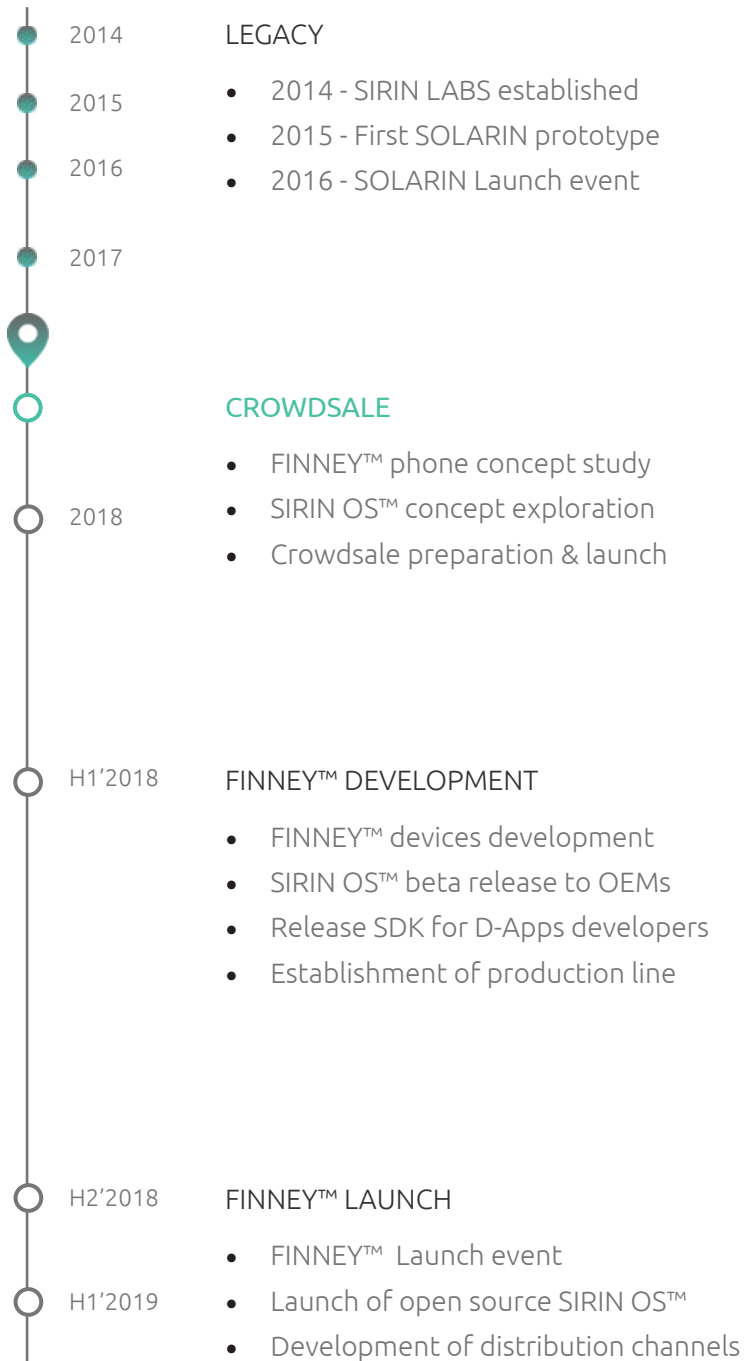 2014 LEGACY
• 2014 - SIRIN LABS established
2015
• 2015 - First SOLARIN prototype
2016
• 2016 - SOLARIN Launch event
2017
CROWDSALE
• FINNEY™ phone concept study
2018
• SIRIN OS™ concept exploration
• Crowdsale preparation & launch
H1’2018 FINNEY™ DEVELOPMENT
• FINNEY™ devices development
• SIRIN OS™ beta release to OEMs
• Release SDK for D-Apps developers
• Establishment of production line
H2’2018 FINNEY™ LAUNCH
• FINNEY™ Launch event
H1’2019
• Launch of open source SIRIN OS™
• Development of distribution channels